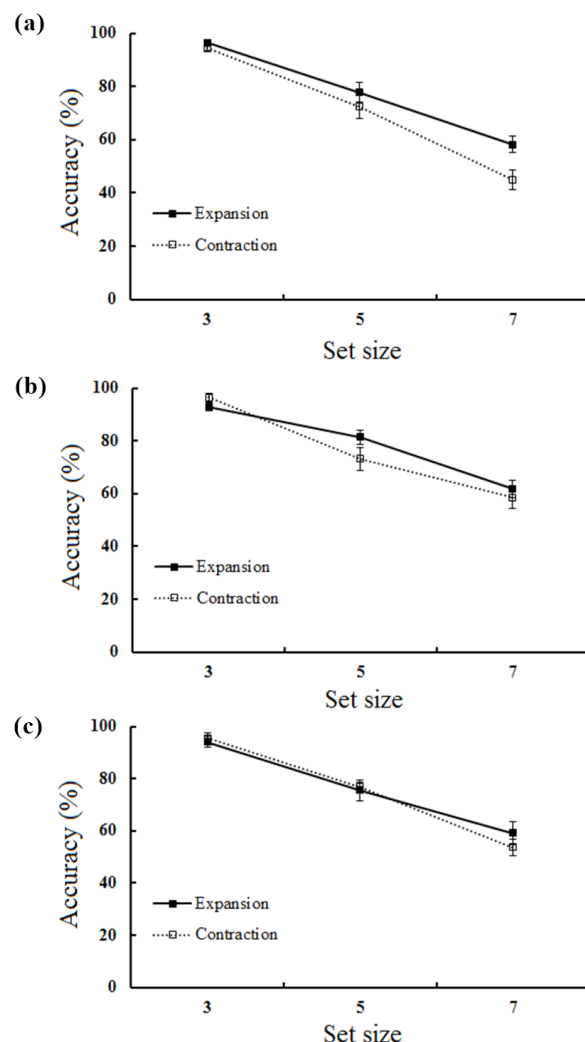 (a)
100
80
60
40
20
0
Accuracy (%)
Expansion
Contraction
3 5 7
Set size
(b)
100
80
60
40
20
0
Accuracy (%)
Expansion
Contraction
3 5 7
Set size
(c)
100
80
60
40
20
0
Accuracy (%)
Expansion
Contraction
3 5 7
Set size